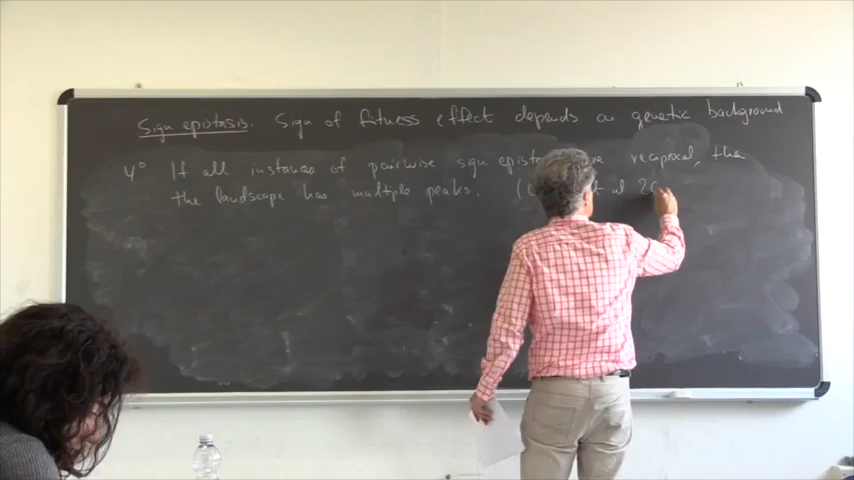 Sign epistasis. Sign of fitness effect depends on genetic background
4° If all instances of pairwise sign epist reciprocal, the
the landscape has multiple peaks. (